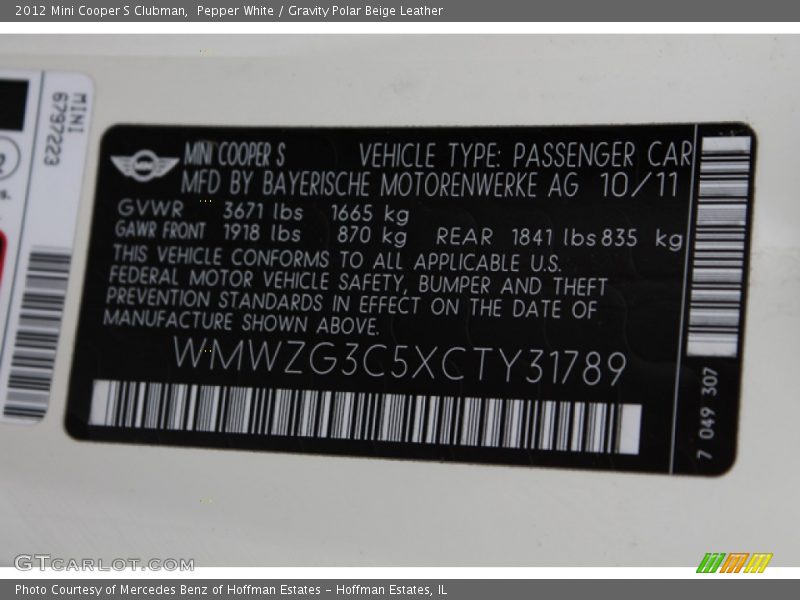 2012 Mini Cooper S Clubman, Pepper White / Gravity Polar Beige Leather
MINI
6797223
MINI COOPER S VEHICLE TYPE: PASSENGER CAR
MFD BY BAYERISCHE MOTORENWERKE AG 10/11
GVWR 3671 lbs 1665 kg
GAWR FRONT 1918 lbs 870 kg REAR 1841 lbs 835 kg
THIS VEHICLE CONFORMS TO ALL APPLICABLE U.S.
FEDERAL MOTOR VEHICLE SAFETY, BUMPER AND THEFT
PREVENTION STANDARDS IN EFFECT ON THE DATE OF
MANUFACTURE SHOWN ABOVE.
WMWZG3C5XCTY31789
7 049 307
GTCARLOT.COM
Photo Courtesy of Mercedes Benz of Hoffman Estates - Hoffman Estates, IL